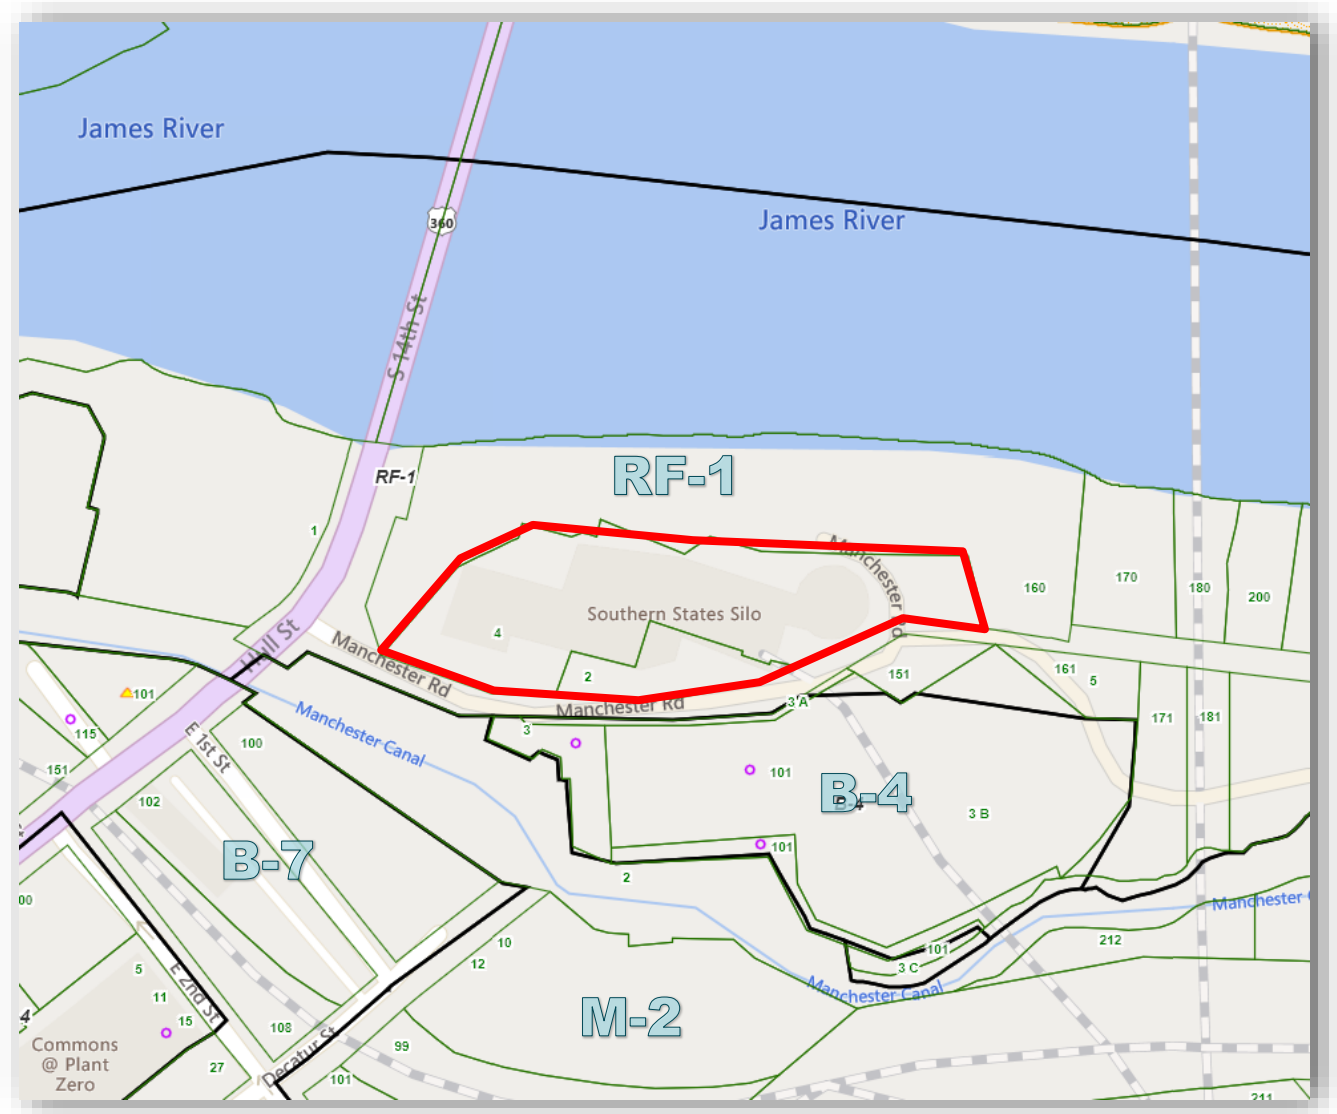 James River
360
James River
S 14th St
RF-1
RF-1
1
Manchester Rd
160
170
180
200
Southern States Silo
4
2
Hull St
Manchester Rd
Manchester Rd
3 A
151
161
5
171
181
101
115
151
E 1st St
100
Manchester Canal
3
101
B-4
B-4
3 B
102
B-7
101
2
00
10
12
101
3 C
212
Manchester
Manchester Canal
E 2nd St
5
11
15
4
M-2
108
Commons
@ Plant
Zero
27
Decatur St
99
101
211